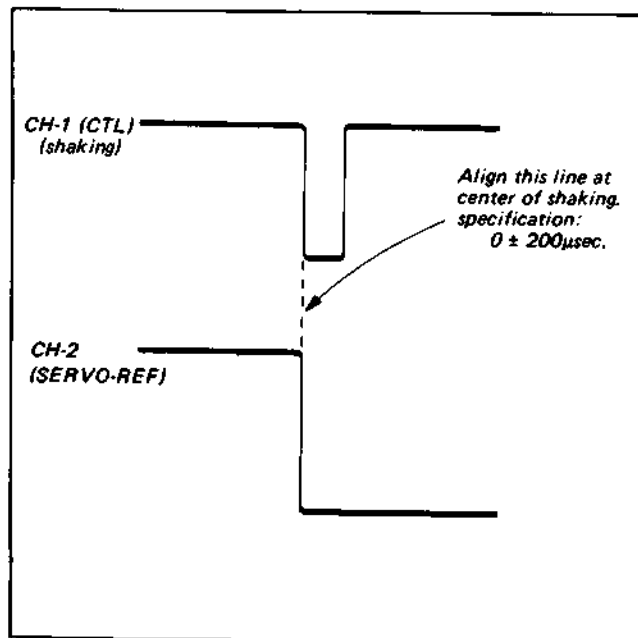 CH-1 (CTL)
(shaking)
Align this line at
center of shaking.
specification:
0 ± 200μsec.
CH-2
(SERVO-REF)